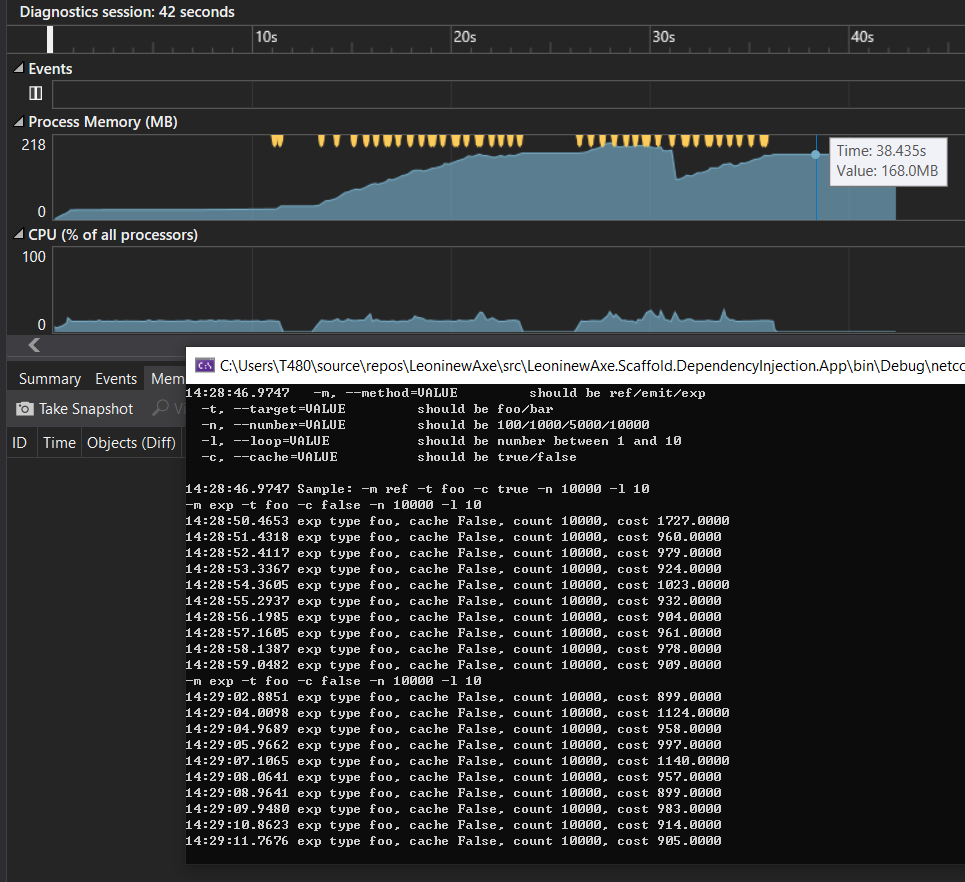 Diagnostics session: 42 seconds
10s 20s 30s 40s
Events
Process Memory (MB)
218
0
Time: 38.435s
Value: 168.0MB
CPU (% of all processors)
100
0
Summary Events Mem
Take Snapshot Vi
ID Time Objects (Diff)
C:\Users\T480\source\repos\LeoninewAxe\src\LeoninewAxe.Scaffold.DependencyInjection.App\bin\Debug\netco
14:28:46.9747 -m, --method=VALUE should be ref/emit/exp
-t, --target=VALUE should be foo/bar
-n, --number=VALUE should be 100/1000/5000/10000
-l, --loop=VALUE should be number between 1 and 10
-c, --cache=VALUE should be true/false
14:28:46.9747 Sample: -m ref -t foo -c true -n 10000 -l 10
-m exp -t foo -c false -n 10000 -l 10
14:28:50.4653 exp type foo, cache False, count 10000, cost 1727.0000
14:28:51.4318 exp type foo, cache False, count 10000, cost 960.0000
14:28:52.4117 exp type foo, cache False, count 10000, cost 979.0000
14:28:53.3367 exp type foo, cache False, count 10000, cost 924.0000
14:28:54.3605 exp type foo, cache False, count 10000, cost 1023.0000
14:28:55.2937 exp type foo, cache False, count 10000, cost 932.0000
14:28:56.1985 exp type foo, cache False, count 10000, cost 904.0000
14:28:57.1605 exp type foo, cache False, count 10000, cost 961.0000
14:28:58.1387 exp type foo, cache False, count 10000, cost 978.0000
14:28:59.0482 exp type foo, cache False, count 10000, cost 909.0000
-m exp -t foo -c false -n 10000 -l 10
14:29:02.8851 exp type foo, cache False, count 10000, cost 899.0000
14:29:04.0098 exp type foo, cache False, count 10000, cost 1124.0000
14:29:04.9689 exp type foo, cache False, count 10000, cost 958.0000
14:29:05.9662 exp type foo, cache False, count 10000, cost 997.0000
14:29:07.1065 exp type foo, cache False, count 10000, cost 1140.0000
14:29:08.0641 exp type foo, cache False, count 10000, cost 957.0000
14:29:08.9641 exp type foo, cache False, count 10000, cost 899.0000
14:29:09.9480 exp type foo, cache False, count 10000, cost 983.0000
14:29:10.8623 exp type foo, cache False, count 10000, cost 914.0000
14:29:11.7676 exp type foo, cache False, count 10000, cost 905.0000